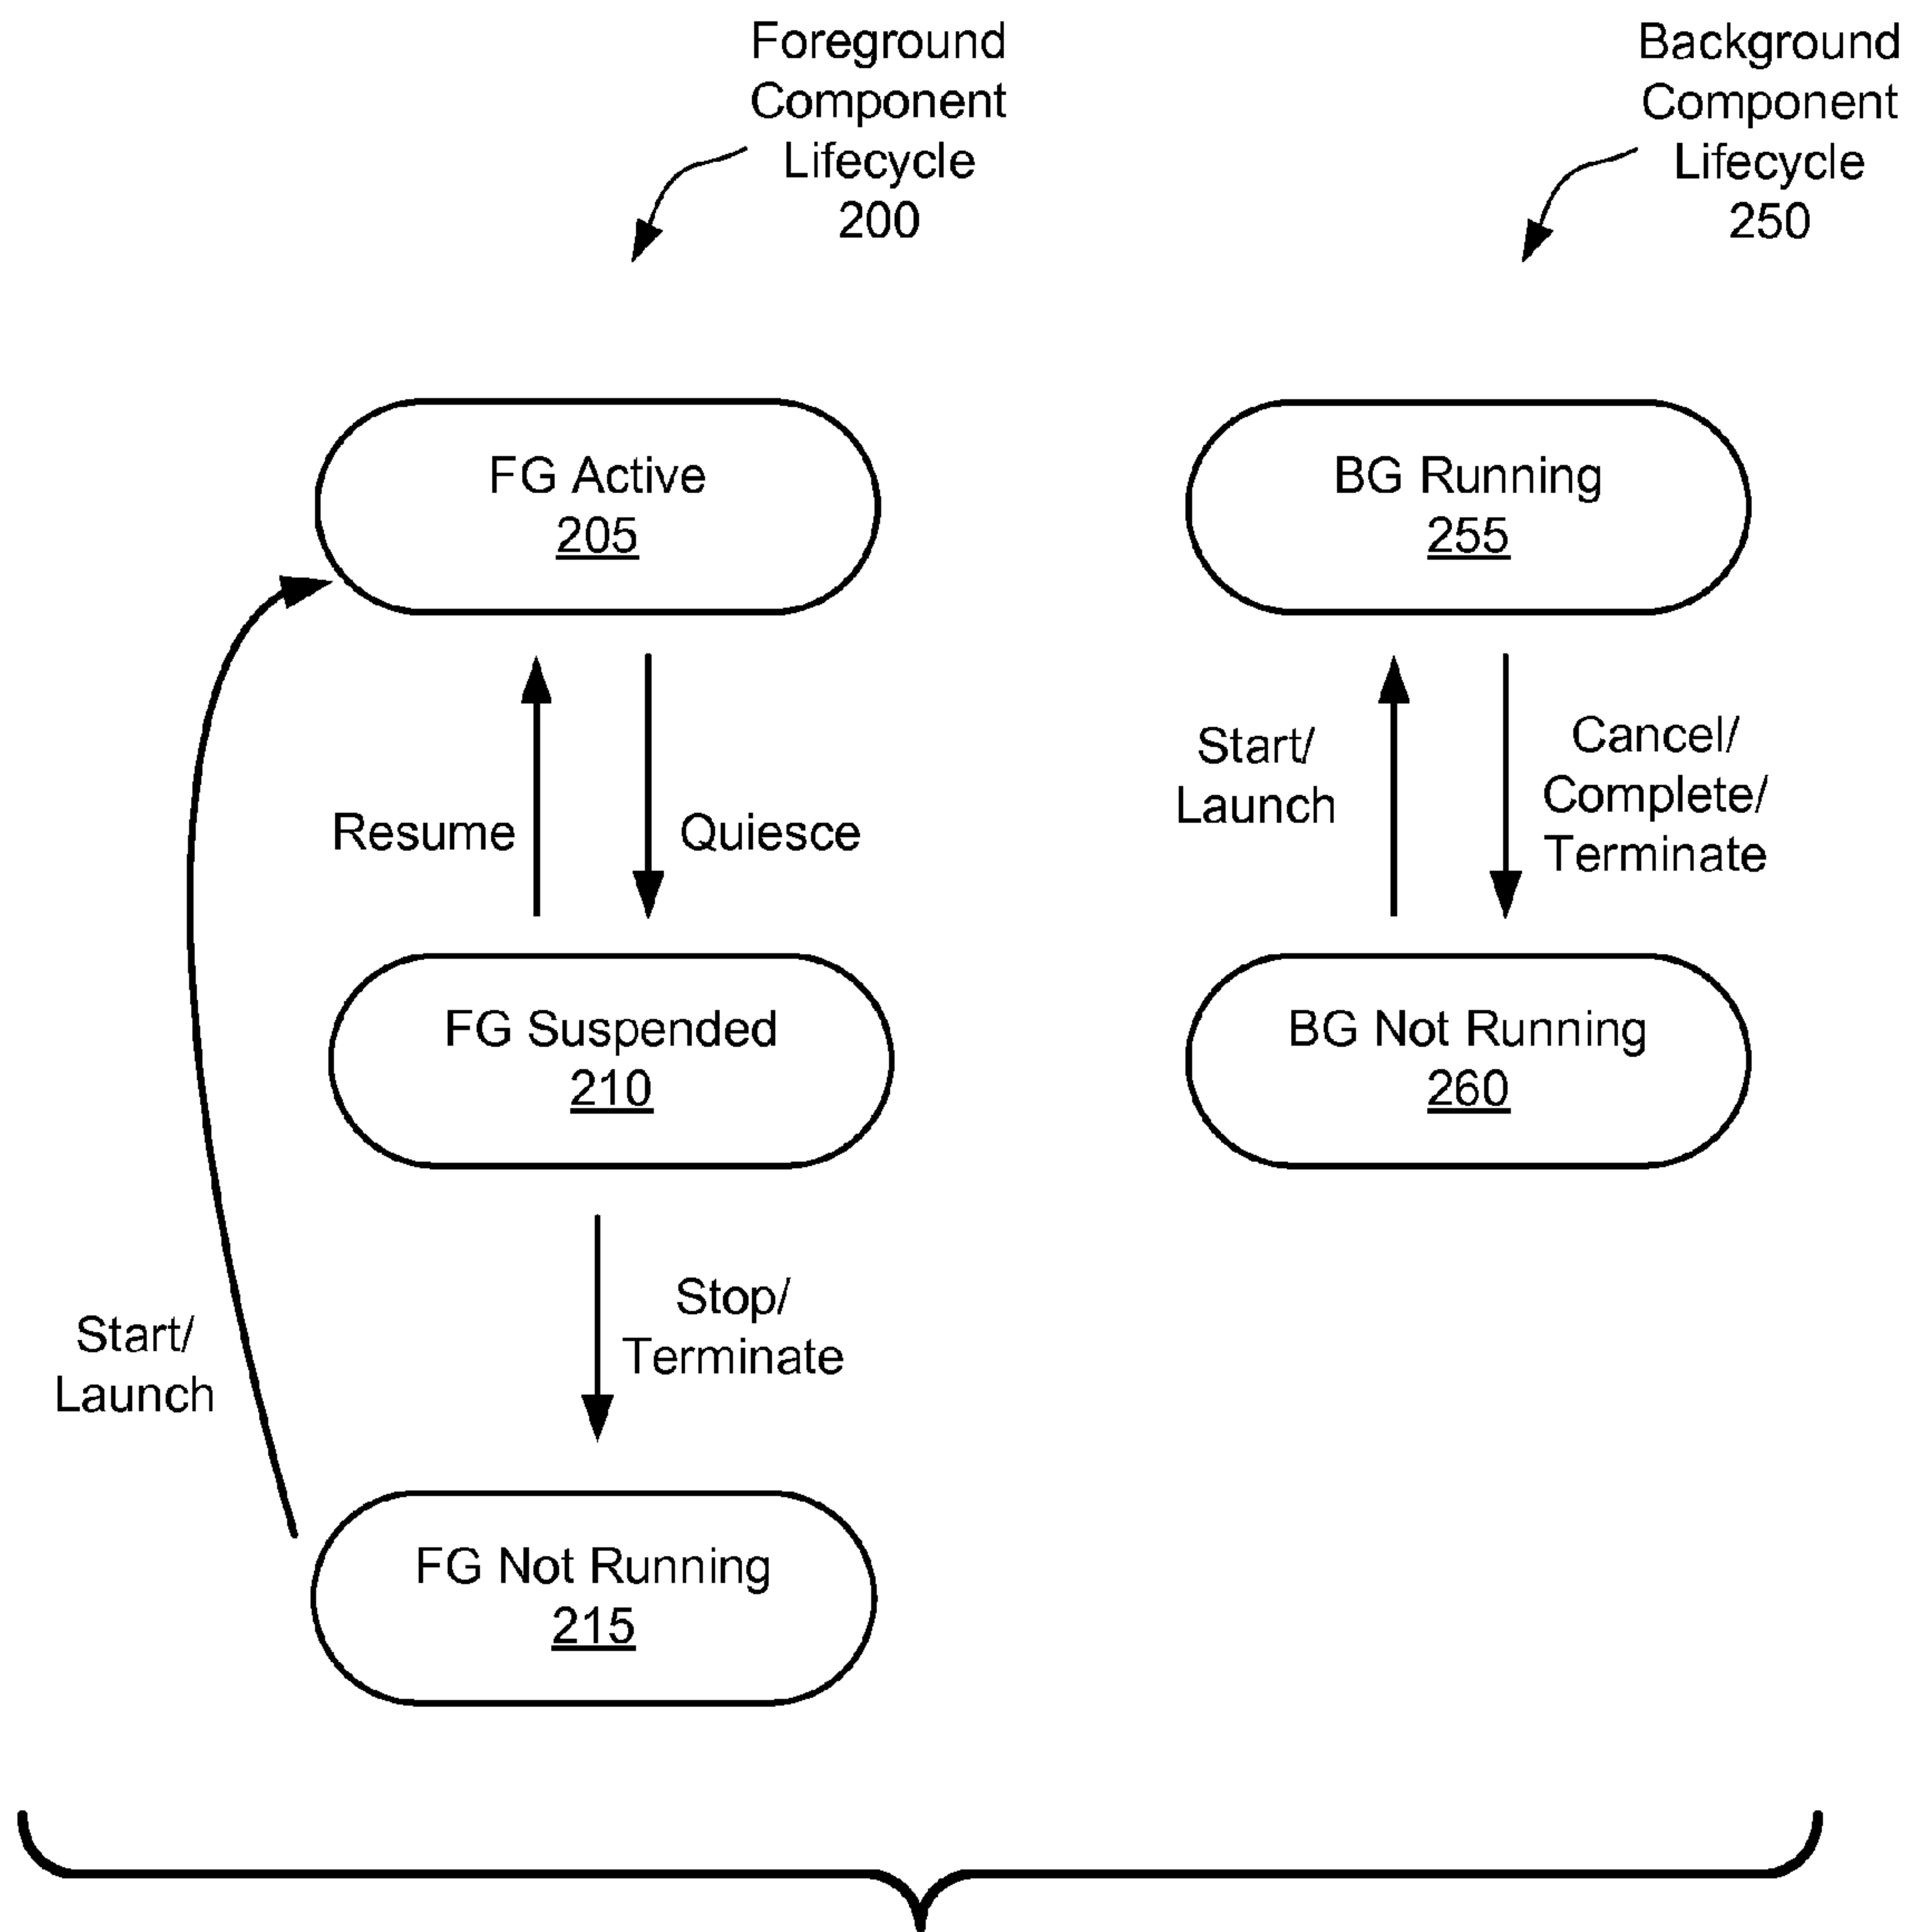 Foreground
Component
Lifecycle
200
Background
Component
Lifecycle
250
FG Active
205
BG Running
255
Resume
Quiesce
Start/
Launch
Cancel/
Complete/
Terminate
FG Suspended
210
BG Not Running
260
Start/
Launch
Stop/
Terminate
FG Not Running
215